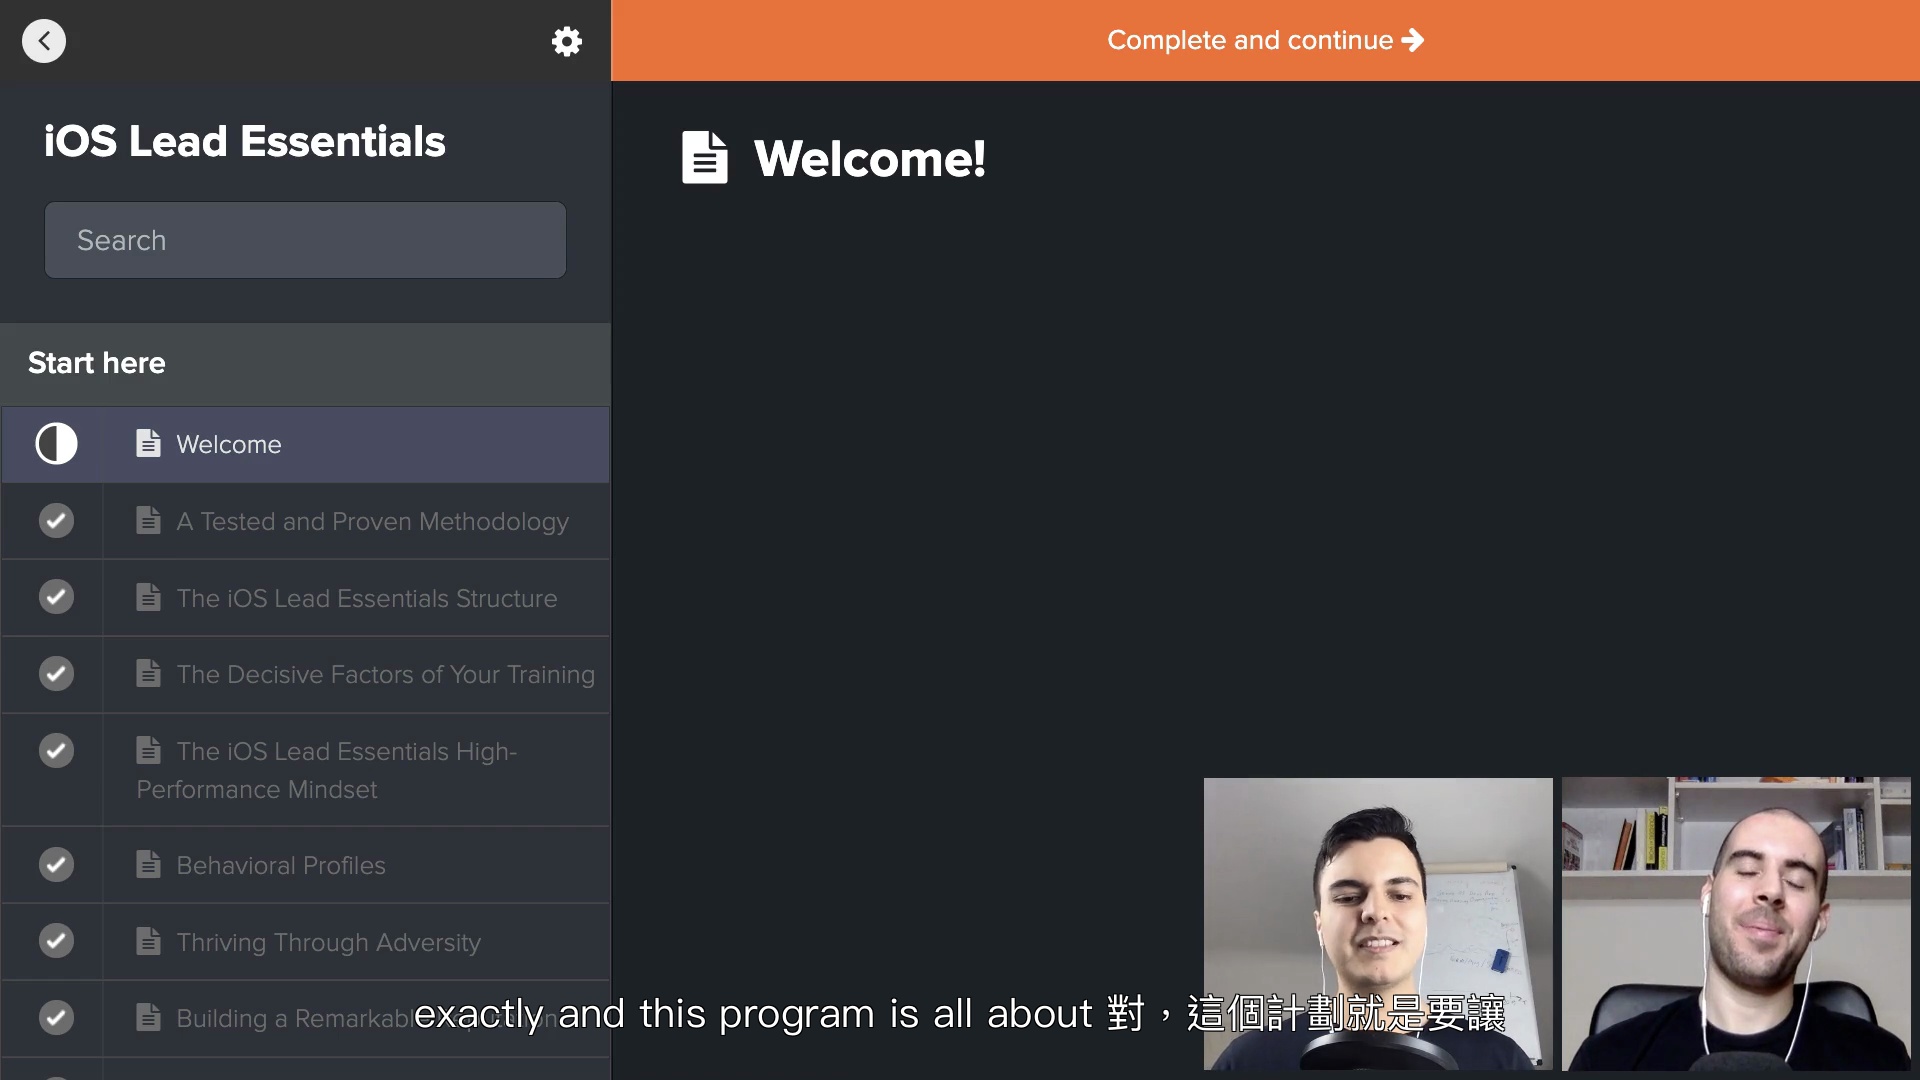 Complete and continue
iOS Lead Essentials
Search
Start here
Welcome
A Tested and Proven Methodology
The iOS Lead Essentials Structure
The Decisive Factors of Your Training
The iOS Lead Essentials High-
Performance Mindset
Behavioral Profiles
Thriving Through Adversity
Building a Remarkable
Welcome!
exactly and this program is all about 對，這個計劃就是要讓